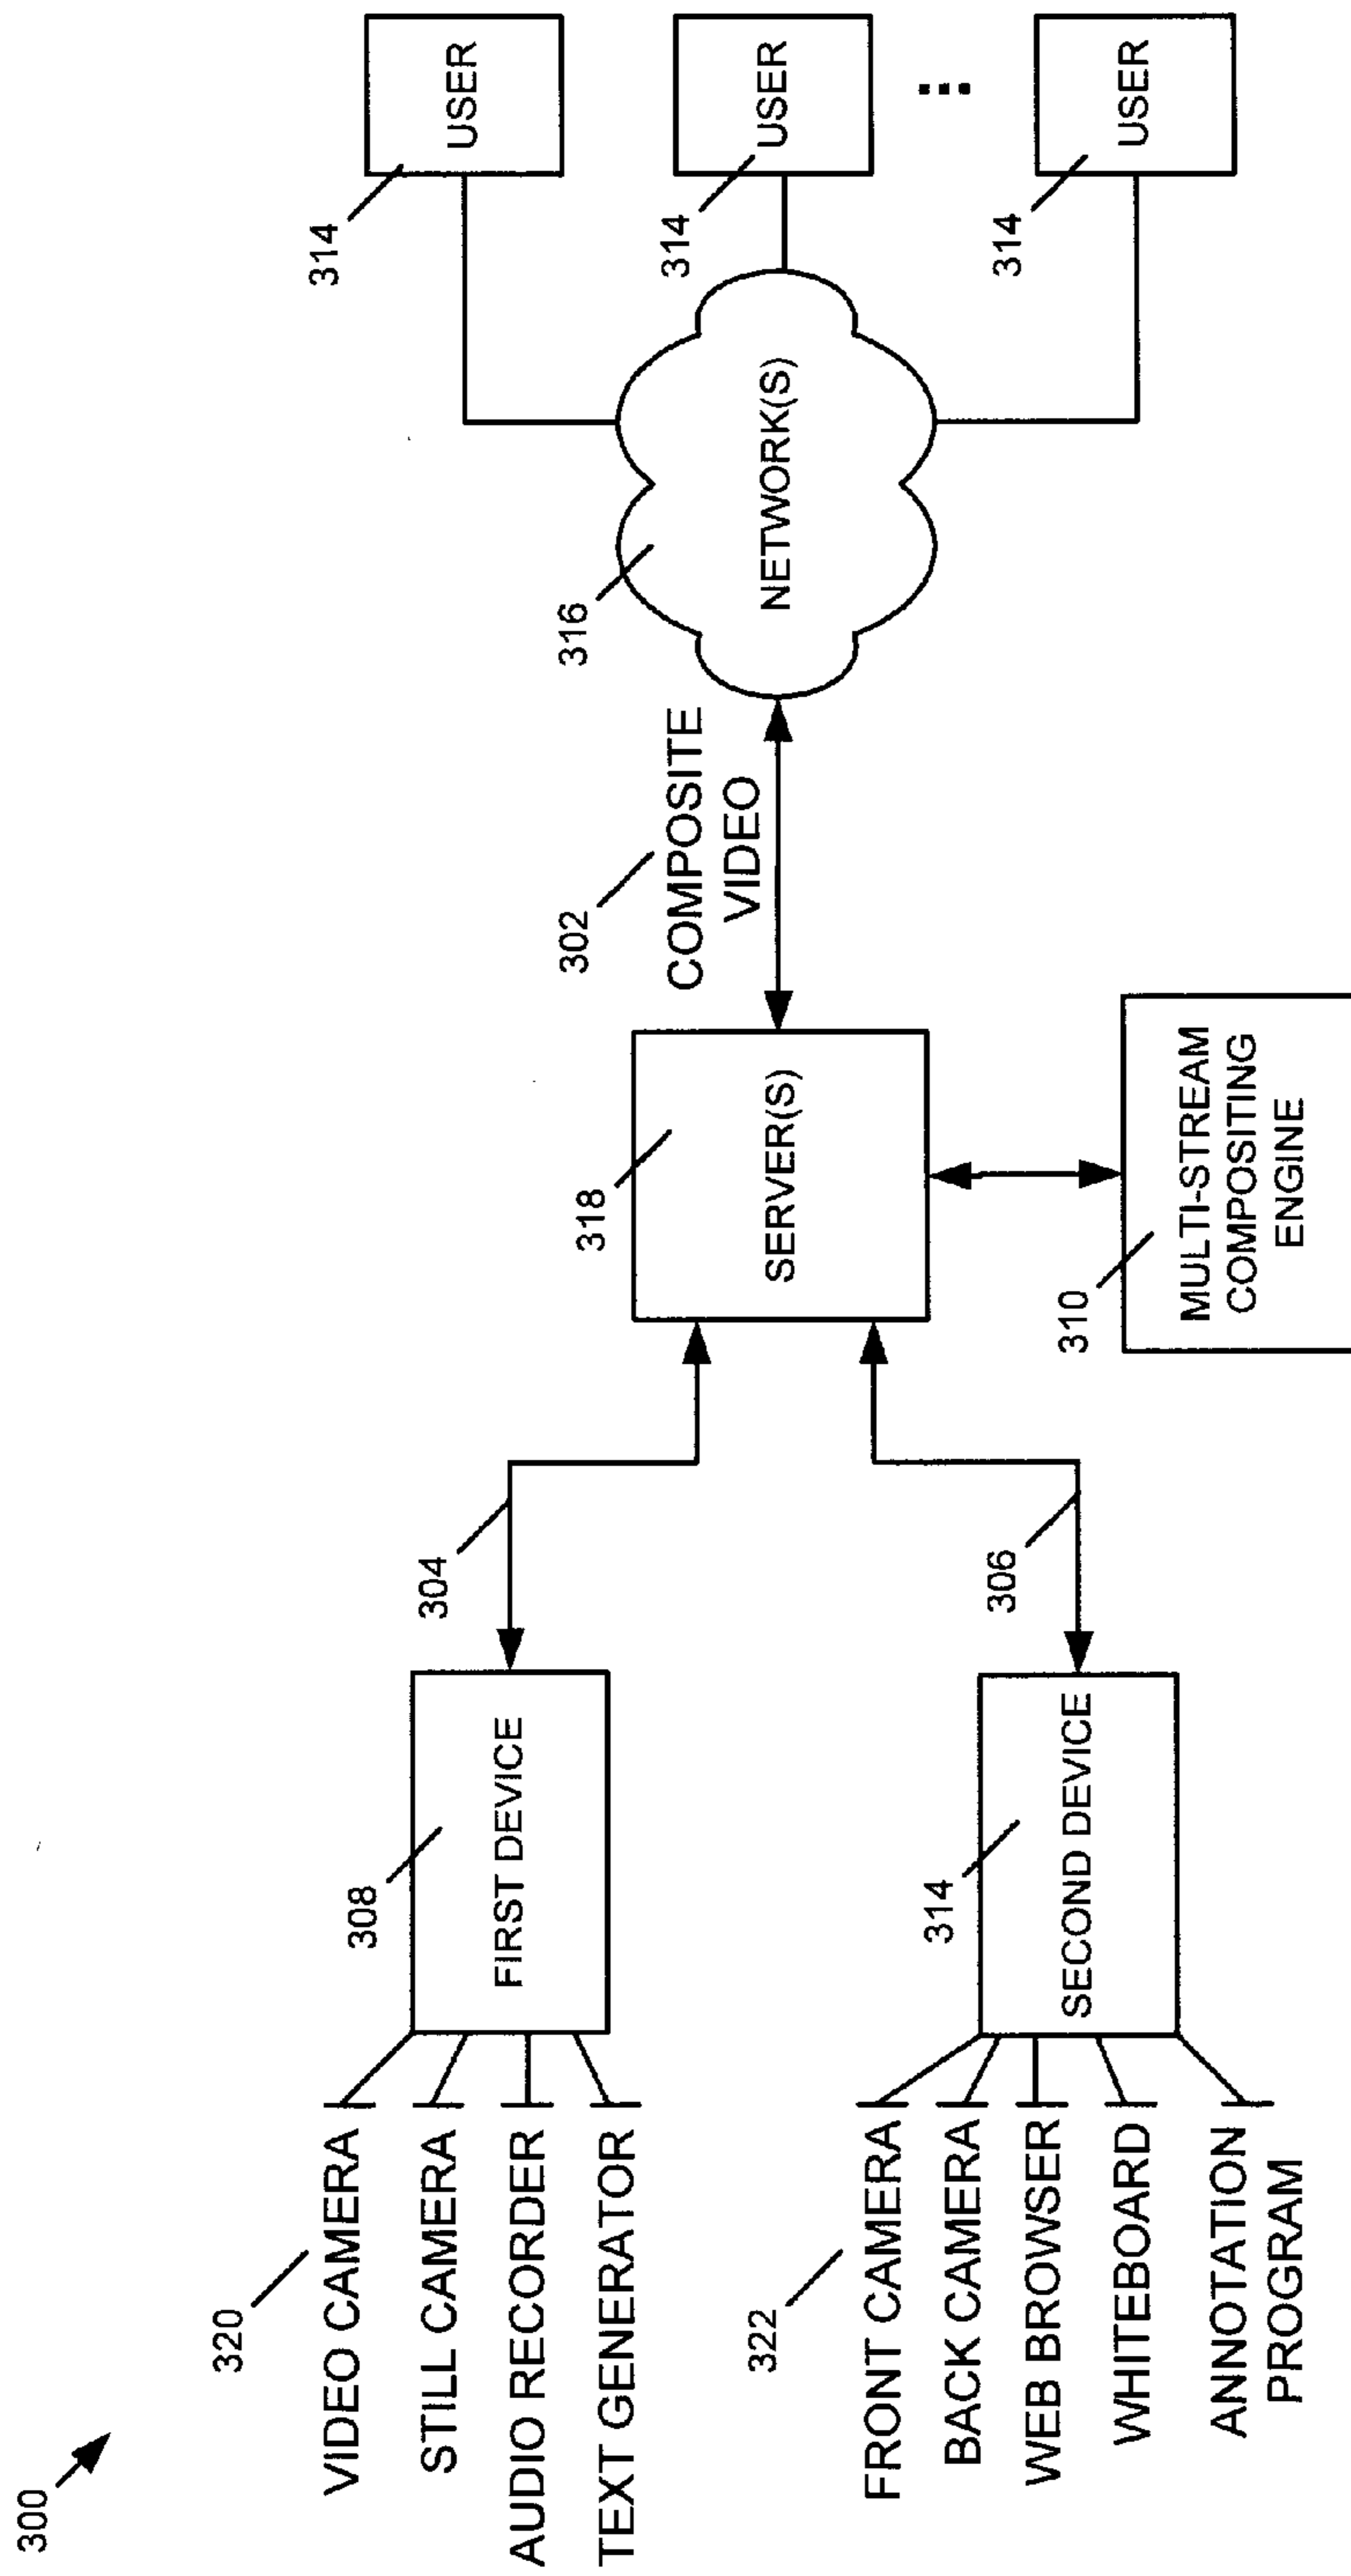 300
320
VIDEO CAMERA
STILL CAMERA
AUDIO RECORDER
TEXT GENERATOR
308
FIRST DEVICE
304
322
FRONT CAMERA
BACK CAMERA
WEB BROWSER
WHITEBOARD
ANNOTATION
PROGRAM
314
SECOND DEVICE
306
318
SERVER(S)
310
MULTI-STREAM
COMPOSITING
ENGINE
302
COMPOSITE
VIDEO
316
NETWORK(S)
314
USER
314
USER
314
USER